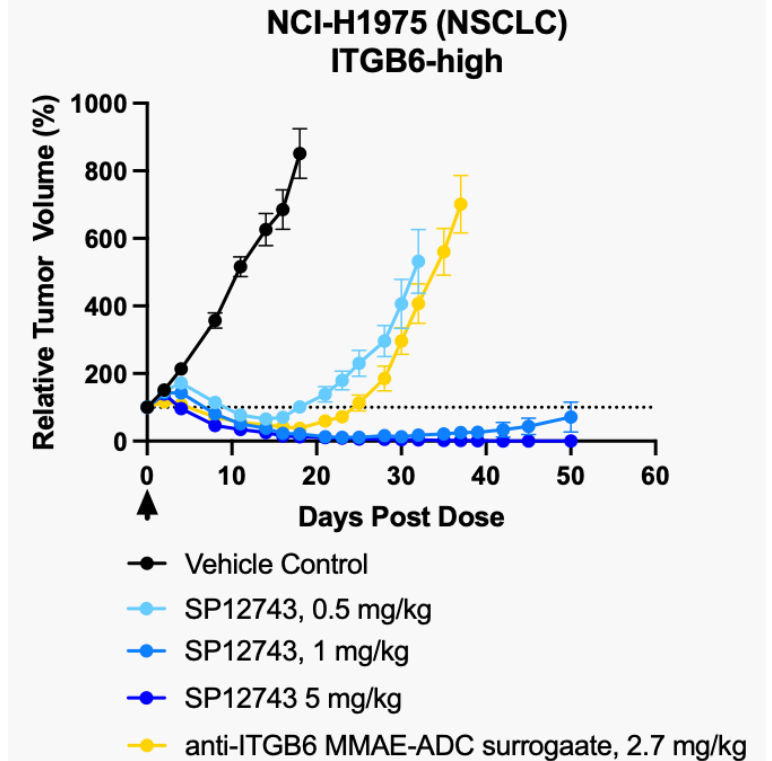 NCI-H1975 (NSCLC)
ITGB6-high
Relative Tumor Volume (%)
1000
800
600
400
200
0
0 10 20 30 40 50 60
Days Post Dose
Vehicle Control
SP12743, 0.5 mg/kg
SP12743, 1 mg/kg
SP12743 5 mg/kg
anti-ITGB6 MMAE-ADC surrogaate, 2.7 mg/kg